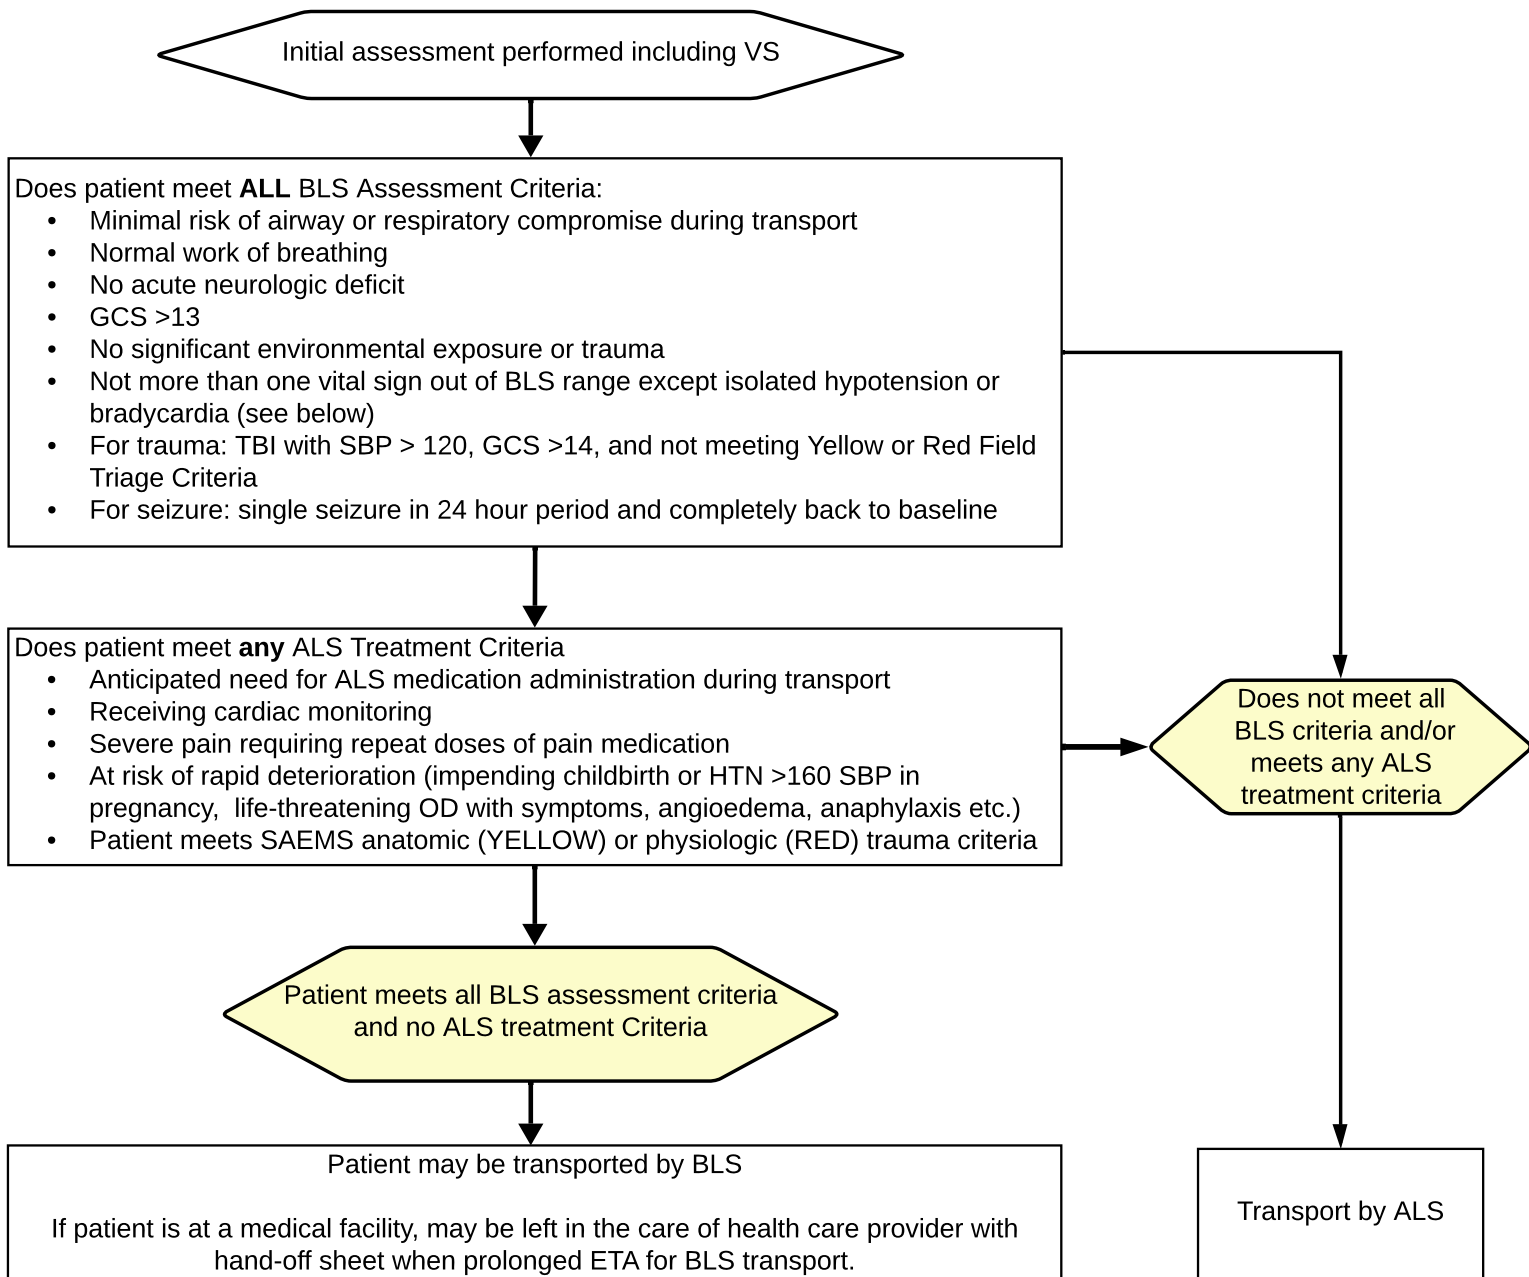 Initial assessment performed including VS
Does patient meet ALL BLS Assessment Criteria:
• Minimal risk of airway or respiratory compromise during transport
• Normal work of breathing
• No acute neurologic deficit
• GCS >13
• No significant environmental exposure or trauma
• Not more than one vital sign out of BLS range except isolated hypotension or
bradycardia (see below)
• For trauma: TBI with SBP > 120, GCS >14, and not meeting Yellow or Red Field
Triage Criteria
• For seizure: single seizure in 24 hour period and completely back to baseline
Does patient meet any ALS Treatment Criteria
• Anticipated need for ALS medication administration during transport
• Receiving cardiac monitoring
• Severe pain requiring repeat doses of pain medication
• At risk of rapid deterioration (impending childbirth or HTN >160 SBP in
pregnancy,  life-threatening OD with symptoms, angioedema, anaphylaxis etc.)
• Patient meets SAEMS anatomic (YELLOW) or physiologic (RED) trauma criteria
Does not meet all
BLS criteria and/or
meets any ALS
treatment criteria
Patient meets all BLS assessment criteria
and no ALS treatment Criteria
Patient may be transported by BLS
If patient is at a medical facility, may be left in the care of health care provider with
hand-off sheet when prolonged ETA for BLS transport.
Transport by ALS